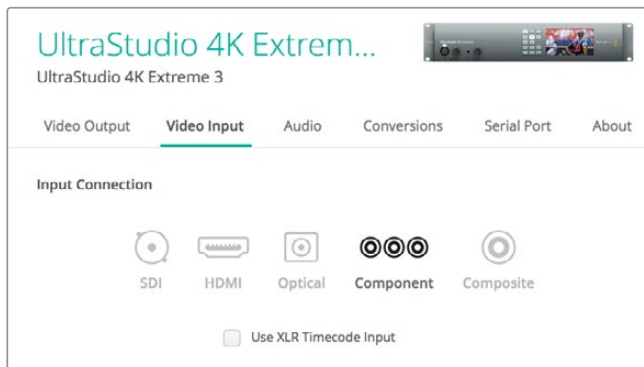 UltraStudio 4K Extrem...
UltraStudio 4K Extreme 3
Video Output Video Input Audio Conversions Serial Port About
Input Connection
SDI HDMI Optical Component Composite
Use XLR Timecode Input